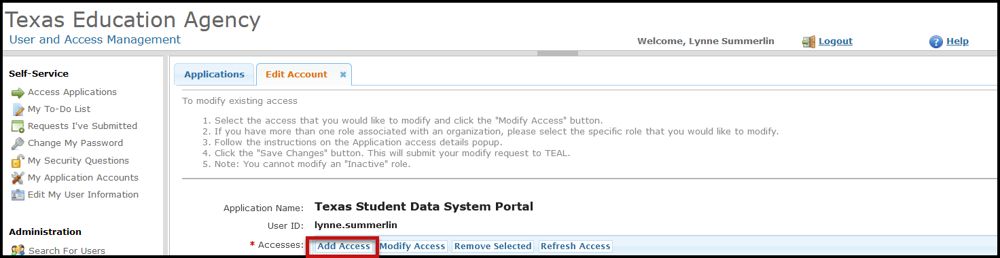 Texas Education Agency
User and Access Management
Welcome, Lynne Summerlin
Logout
Help
Self-Service
Access Applications
My To-Do List
Requests I've Submitted
Change My Password
My Security Questions
My Application Accounts
Edit My User Information
Administration
Search For Users
Applications
Edit Account
To modify existing access
1. Select the access that you would like to modify and click the "Modify Access" button.
2. If you have more than one role associated with an organization, please select the specific role that you would like to modify.
3. Follow the instructions on the Application access details popup.
4. Click the "Save Changes" button. This will submit your modify request to TEAL.
5. Note: You cannot modify an "Inactive" role.
Application Name: Texas Student Data System Portal
User ID: lynne.summerlin
* Accesses: Add Access Modify Access Remove Selected Refresh Access